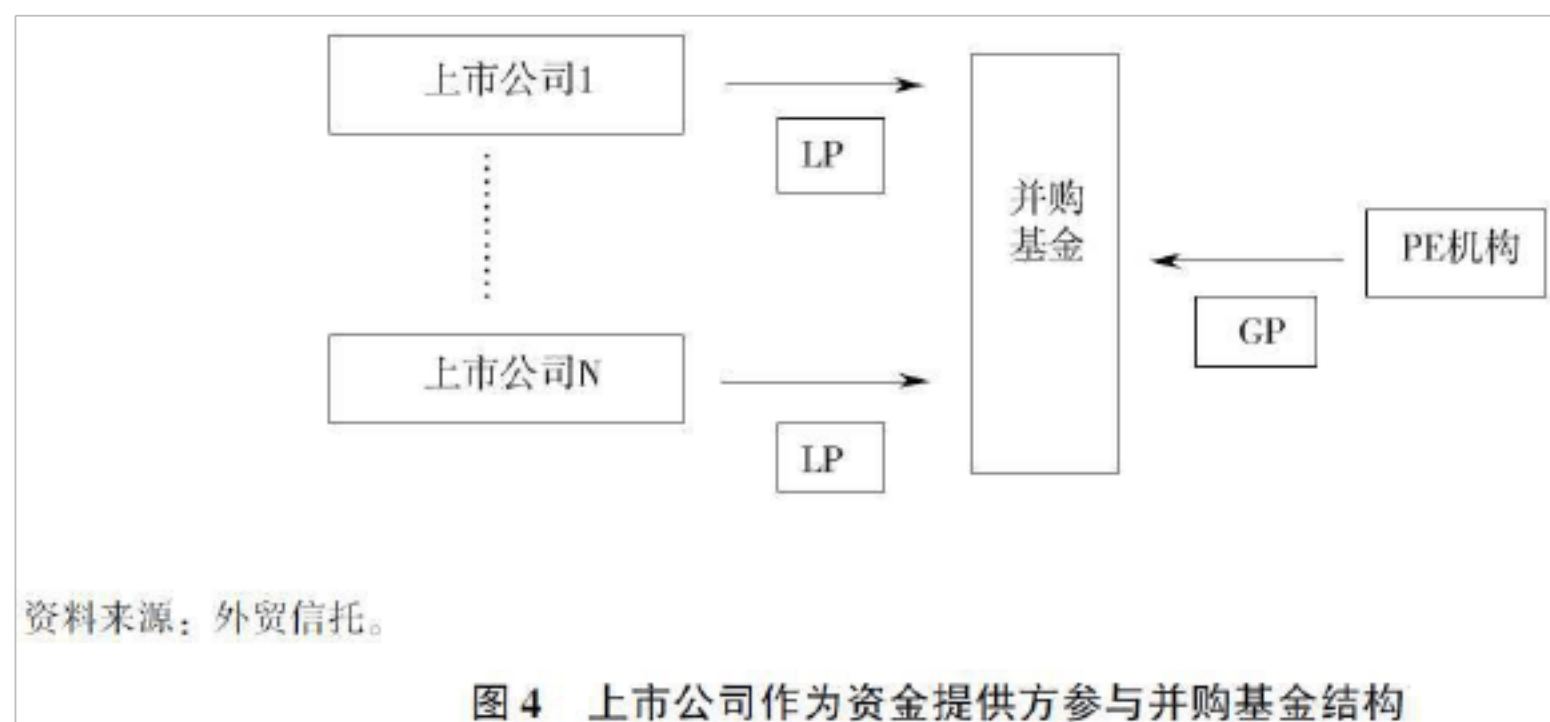 上市公司1
LP
并购
基金
PE机构
GP
上市公司N
LP
资料来源：外贸信托。
图4 上市公司作为资金提供方参与并购基金结构